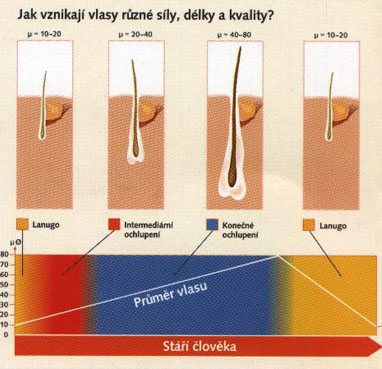 Jak vznikají vlasy různé síly, délky a kvality?
μ = 10–20
μ = 20–40
μ = 40–80
μ = 10–20
Lanugo
Intermediární
ochlupení
Konečné
ochlupení
Lanugo
μ Ø
80
70
60
50
40
30
20
10
0
Průměr vlasu
Stáří člověka